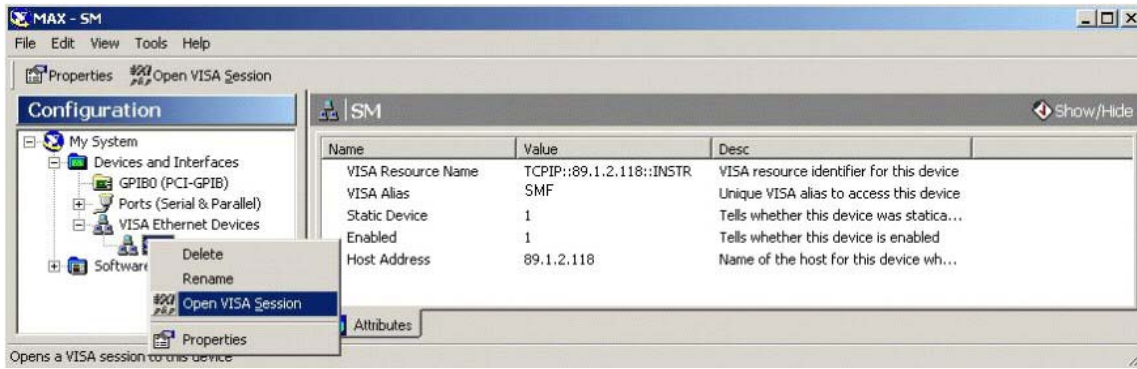 MAX - SM
File Edit View Tools Help
Properties Open VISA Session
Configuration
My System
Devices and Interfaces
GPIB0 (PCI-GPIB)
Ports (Serial & Parallel)
VISA Ethernet Devices
Software
Delete
Rename
Open VISA Session
Properties
SM
Show/Hide
Name Value Desc
VISA Resource Name TCPIP::89.1.2.118::INSTR VISA resource identifier for this device
VISA Alias SMF Unique VISA alias to access this device
Static Device 1 Tells whether this device was statica...
Enabled 1 Tells whether this device is enabled
Host Address 89.1.2.118 Name of the host for this device wh...
Attributes
Opens a VISA session to this device